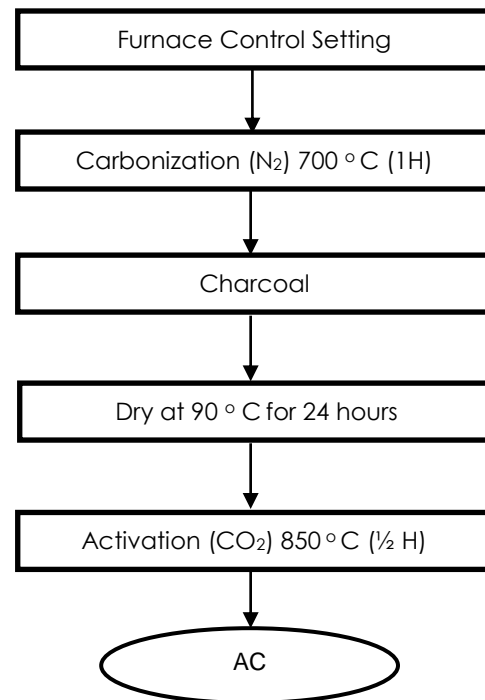 Furnace Control Setting
Carbonization (N₂) 700 ° C (1H)
Charcoal
Dry at 90 ° C for 24 hours
Activation (CO₂) 850 ° C (½ H)
AC